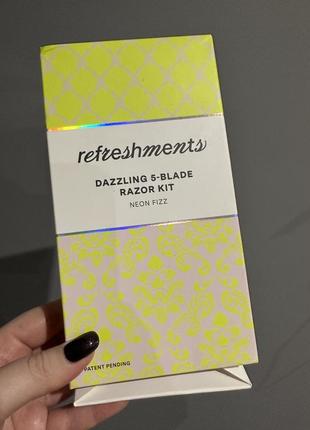 refreshments
DAZZLING 5-BLADE
RAZOR KIT
NEON FIZZ
PATENT PENDING